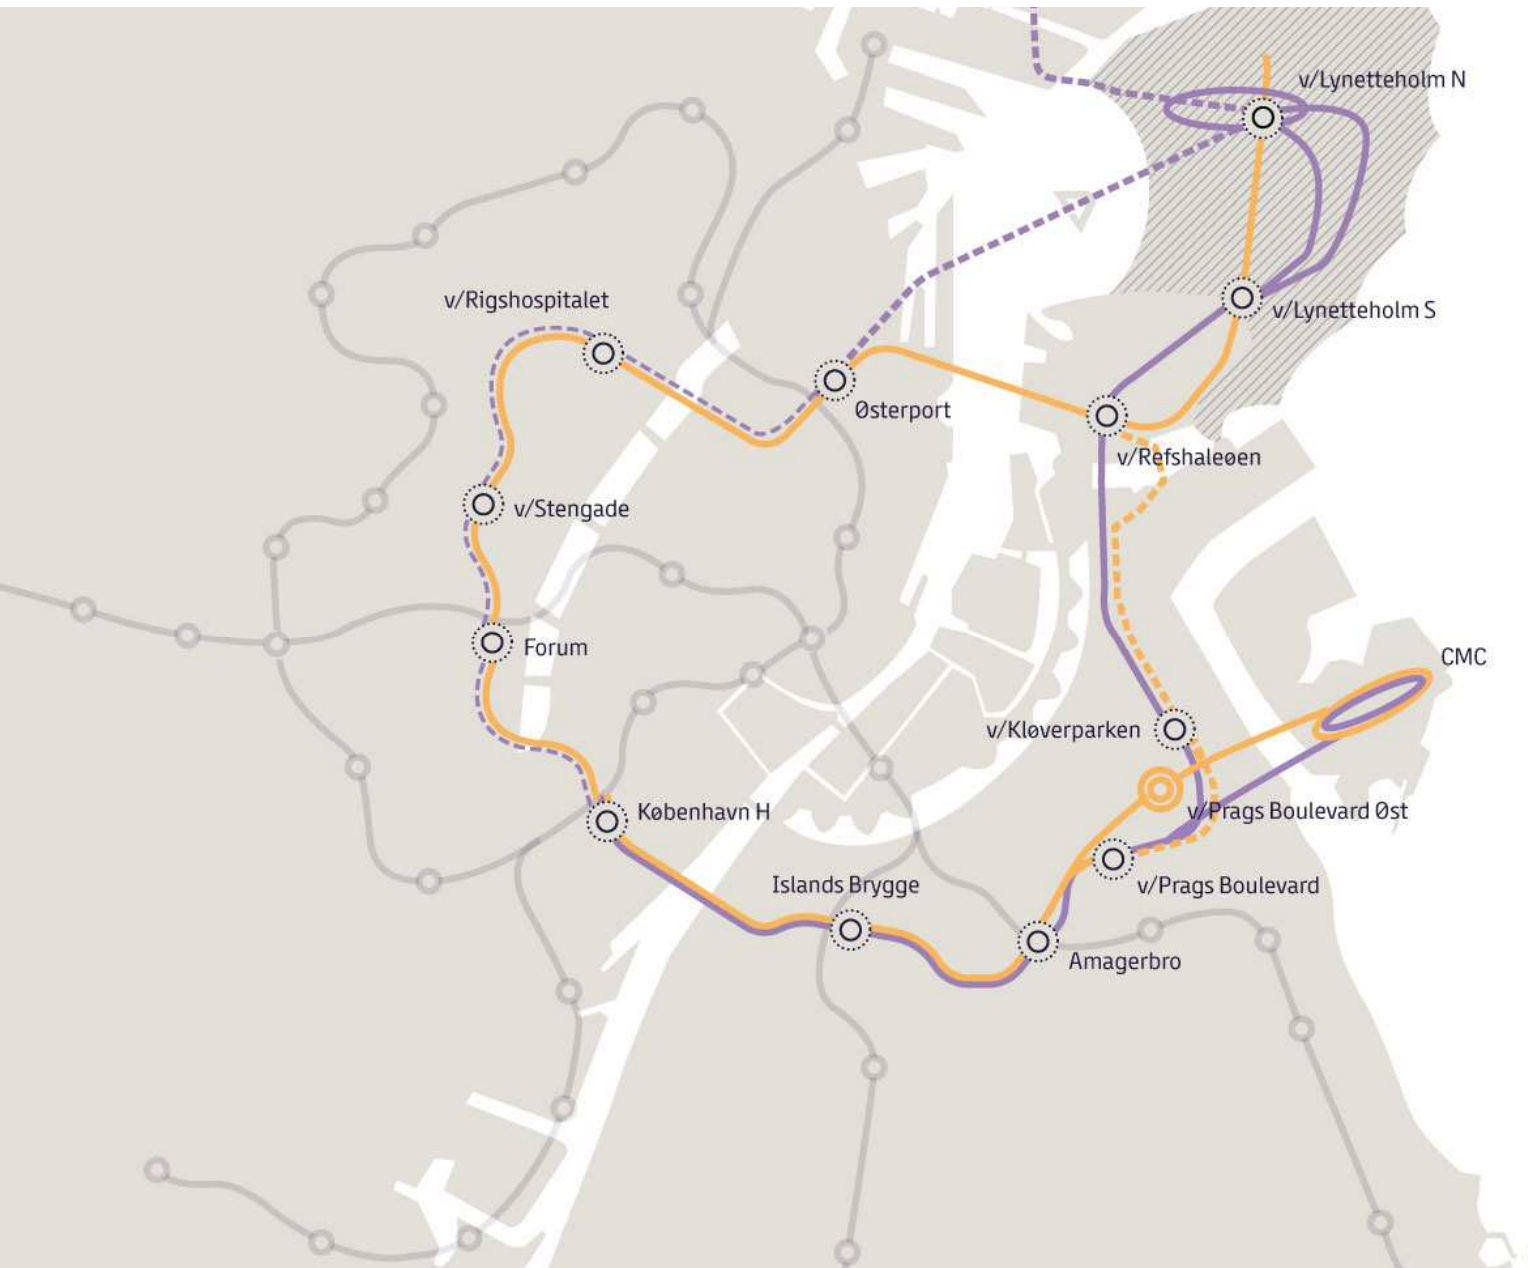 v/Lynetteholm N
v/Rigshospitalet
v/Lynetteholm S
Østerport
v/Refshaleøen
v/Stengade
Forum
CMC
v/Kløverparken
København H
v/Prags Boulevard Øst
Islands Brygge
v/Prags Boulevard
Amagerbro